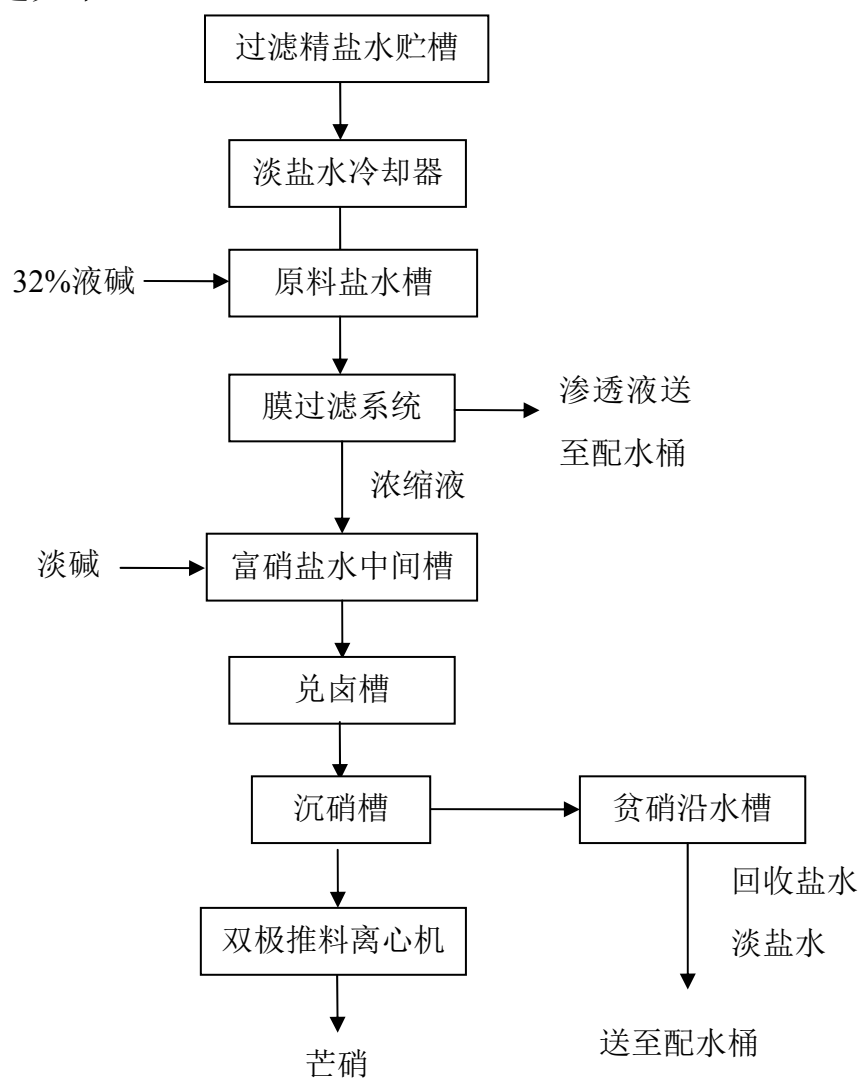 过滤精盐水贮槽
淡盐水冷却器
32%液碱
原料盐水槽
膜过滤系统
渗透液送
至配水桶
浓缩液
淡碱
富硝盐水中间槽
兑卤槽
沉硝槽
贫硝沿水槽
回收盐水
淡盐水
双极推料离心机
送至配水桶
芒硝